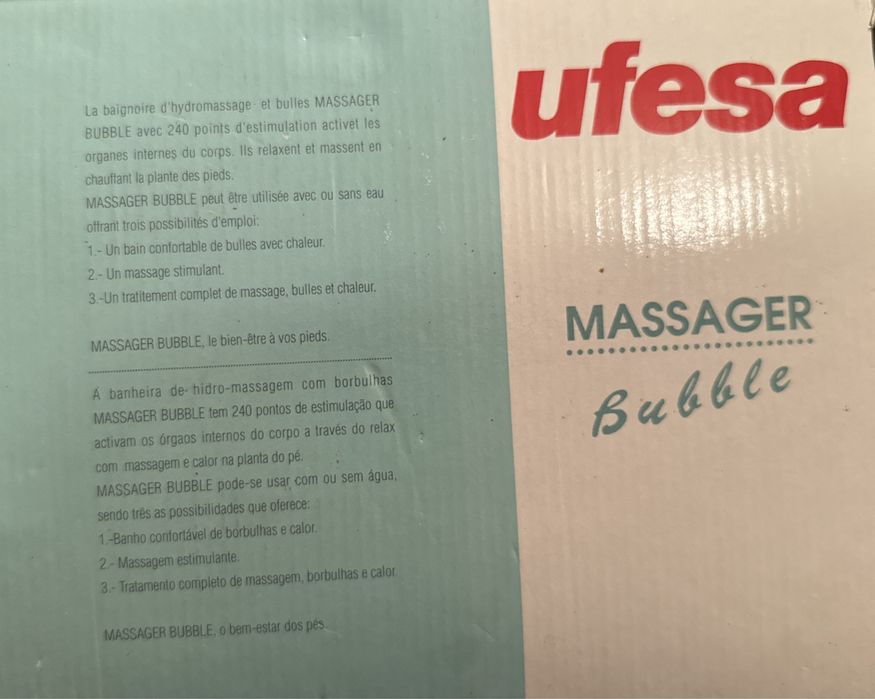 La baignoire d'hydromassage et bulles MASSAGER
BUBBLE avec 240 points d'estimulation activet les
organes internes du corps. Ils relaxent et massent en
chauffant la plante des pieds.
MASSAGER BUBBLE peut être utilisée avec ou sans eau
offrant trois possibilités d'emploi:
1.- Un bain confortable de bulles avec chaleur.
2.- Un massage stimulant.
3.-Un tratitement complet de massage, bulles et chaleur.
MASSAGER BUBBLE, le bien-être à vos pieds.
A banheira de hidro-massagem com borbulhas
MASSAGER BUBBLE tem 240 pontos de estimulação que
activam os órgaos internos do corpo a través do relax
com massagem e calor na planta do pé.
MASSAGER BUBBLE pode-se usar com ou sem água,
sendo três as possibilidades que oferece:
1.-Banho confortável de borbulhas e calor.
2.- Massagem estimulante.
3.- Tratamento completo de massagem, borbulhas e calor.
MASSAGER BUBBLE, o bem-estar dos pés.
ufesa
MASSAGER
Bubble